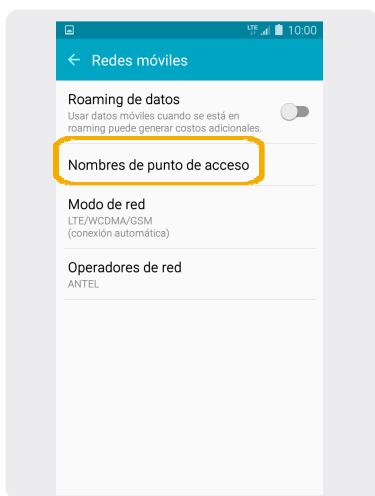 LTE 10:00
Redes móviles
Roaming de datos
Usar datos móviles cuando se está en
roaming puede generar costos adicionales.
Nombres de punto de acceso
Modo de red
LTE/WCDMA/GSM
(conexión automática)
Operadores de red
ANTEL